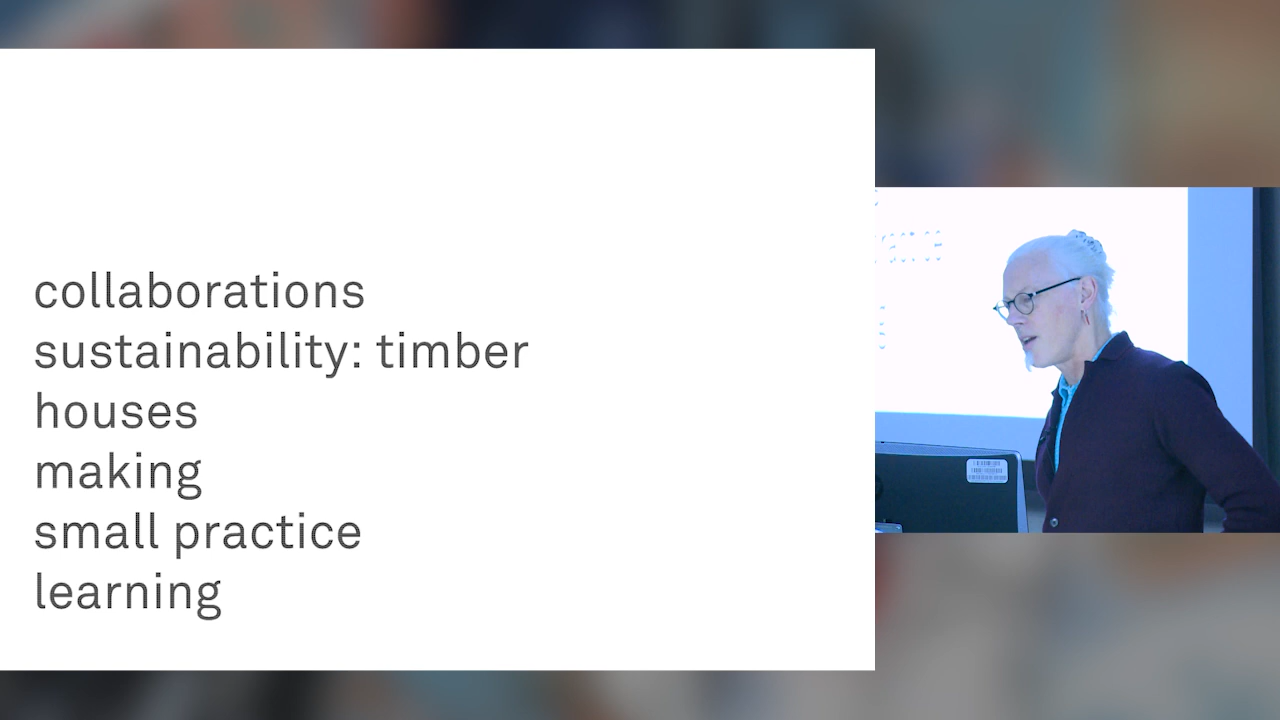 collaborations
sustainability: timber
houses
making
small practice
learning